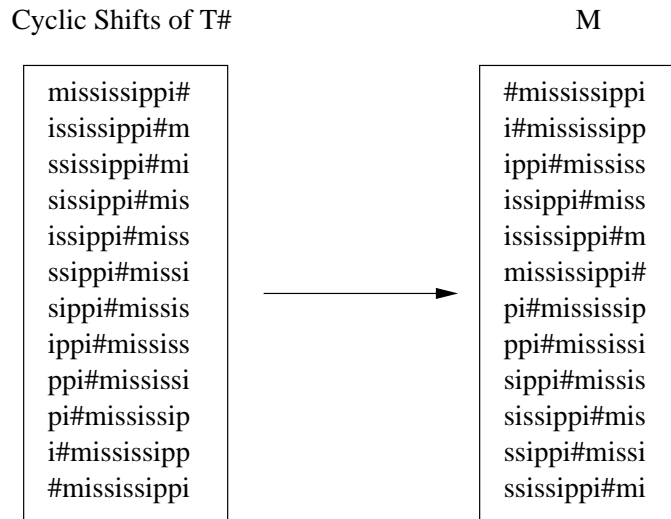 Cyclic Shifts of T#
mississippi#
ississippi#m
ssissippi#mi
sissippi#mis
issippi#miss
ssippi#missi
sippi#missis
ippi#mississ
ppi#mississi
pi#mississip
i#mississipp
#mississippi
M
#mississippi
i#mississipp
ippi#mississ
issippi#miss
ississippi#m
mississippi#
pi#mississip
ppi#mississi
sippi#missis
sissippi#mis
ssippi#missi
ssissippi#mi